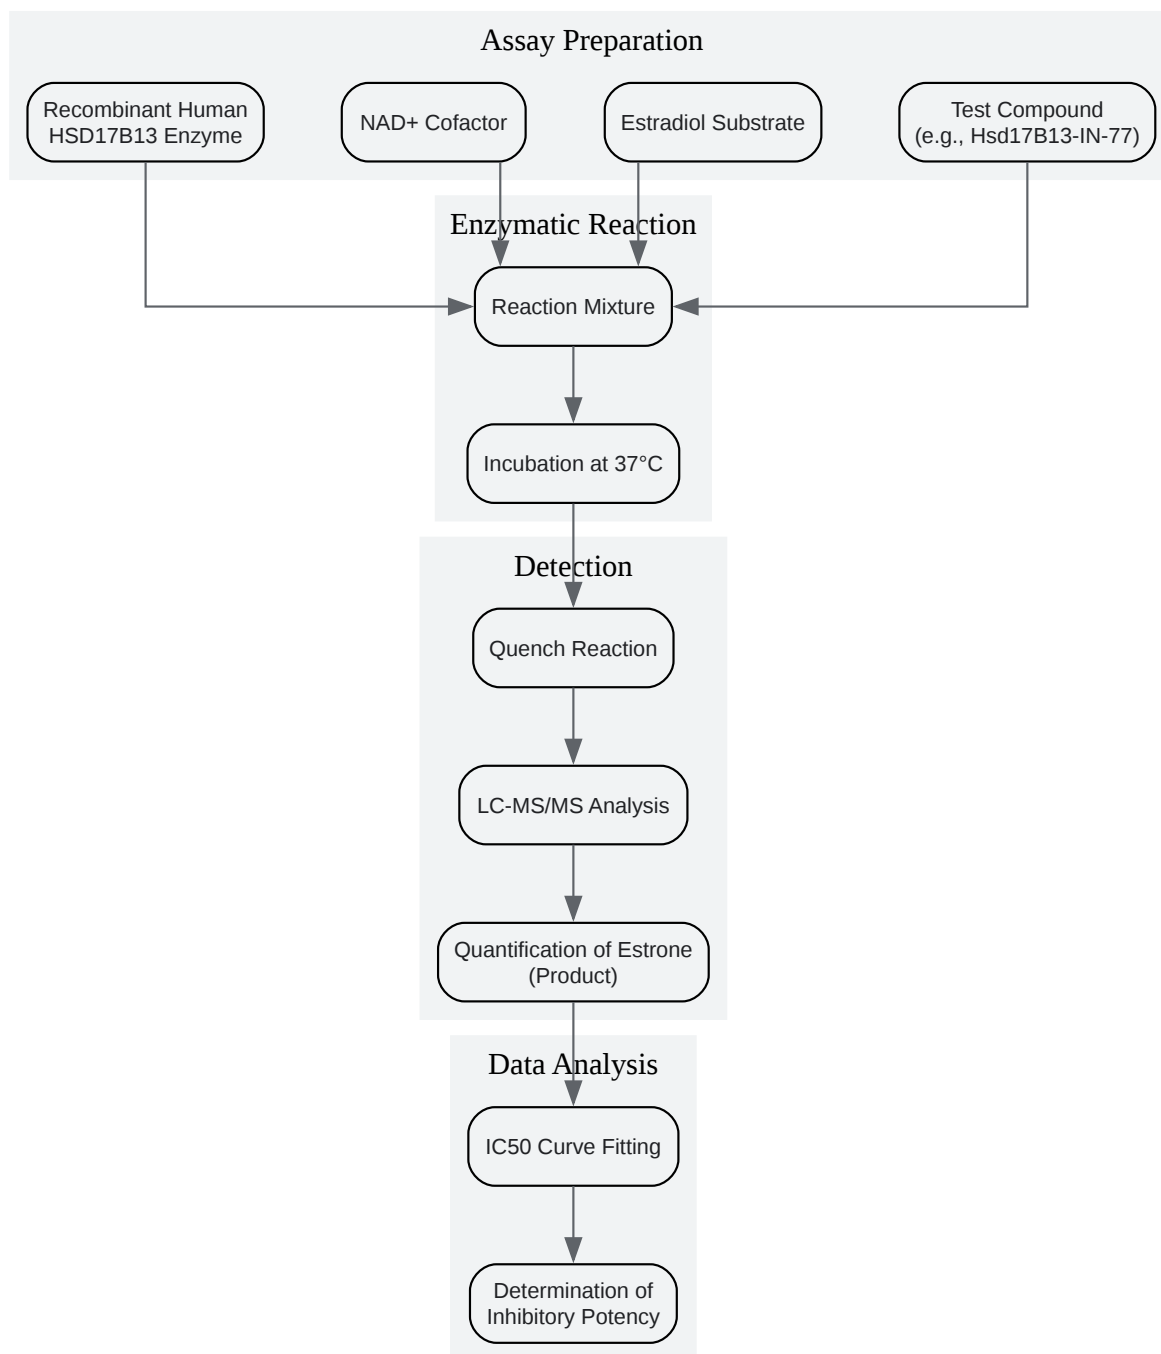 Assay Preparation
Recombinant Human
HSD17B13 Enzyme
NAD+ Cofactor
Estradiol Substrate
Test Compound
(e.g., Hsd17B13-IN-77)
Enzymatic Reaction
Reaction Mixture
Incubation at 37°C
Detection
Quench Reaction
LC-MS/MS Analysis
Quantification of Estrone
(Product)
Data Analysis
IC50 Curve Fitting
Determination of
Inhibitory Potency